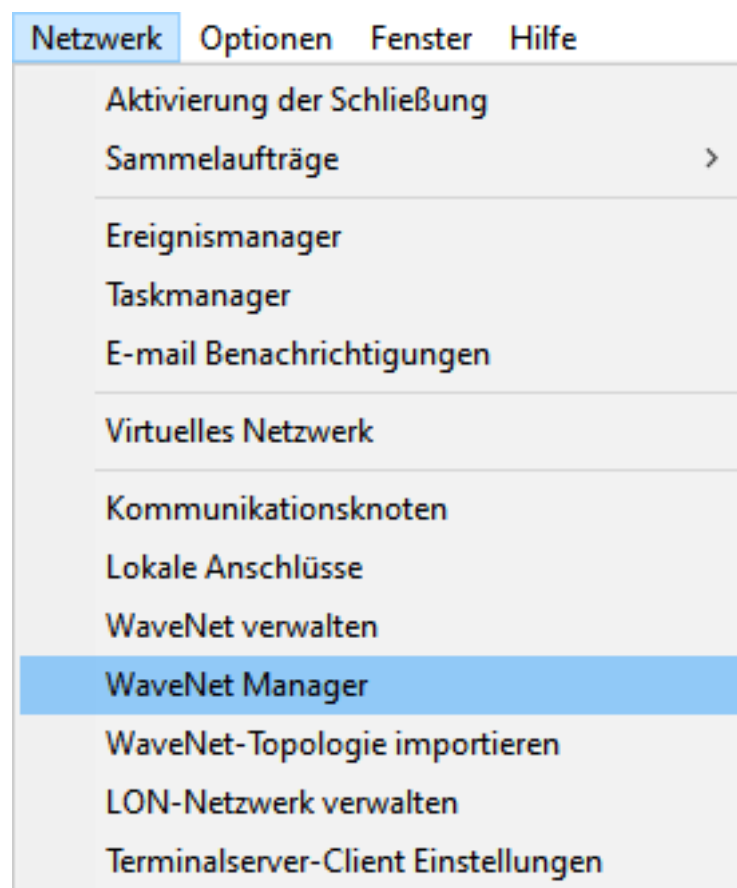 Netzwerk Optionen Fenster Hilfe
Aktivierung der Schließung
Sammelaufträge
Ereignismanager
Taskmanager
E-mail Benachrichtigungen
Virtuelles Netzwerk
Kommunikationsknoten
Lokale Anschlüsse
WaveNet verwalten
WaveNet Manager
WaveNet-Topologie importieren
LON-Netzwerk verwalten
Terminalserver-Client Einstellungen